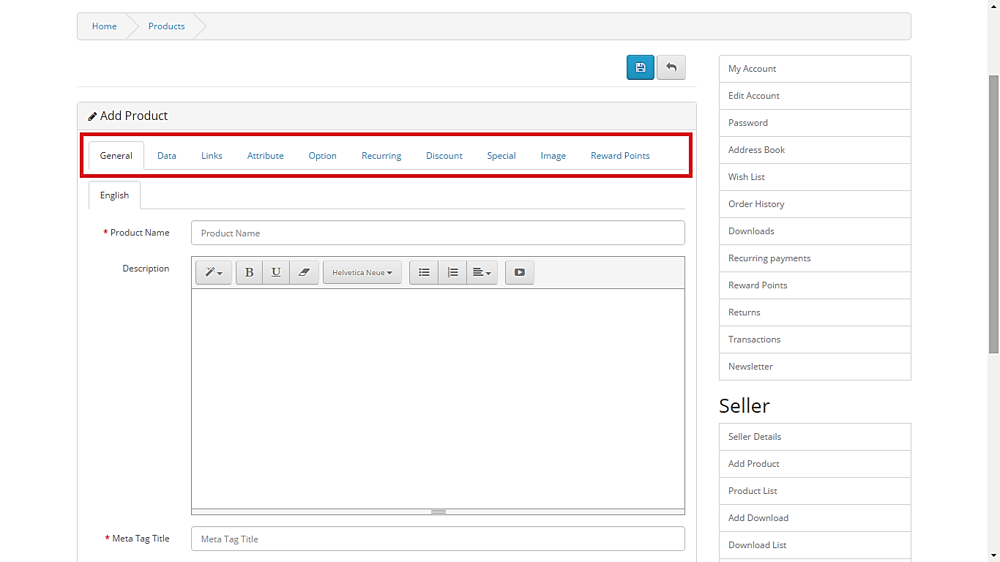 Home Products
Add Product
General Data Links Attribute Option Recurring Discount Special Image Reward Points
English
* Product Name
Product Name
Description
B U Helvetica Neue
* Meta Tag Title
Meta Tag Title
My Account
Edit Account
Password
Address Book
Wish List
Order History
Downloads
Recurring payments
Reward Points
Returns
Transactions
Newsletter
Seller
Seller Details
Add Product
Product List
Add Download
Download List